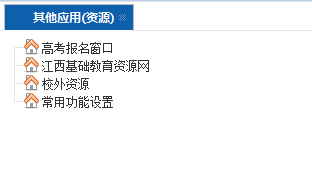 其他应用(资源)
高考报名窗口
江西基础教育资源网
校外资源
常用功能设置